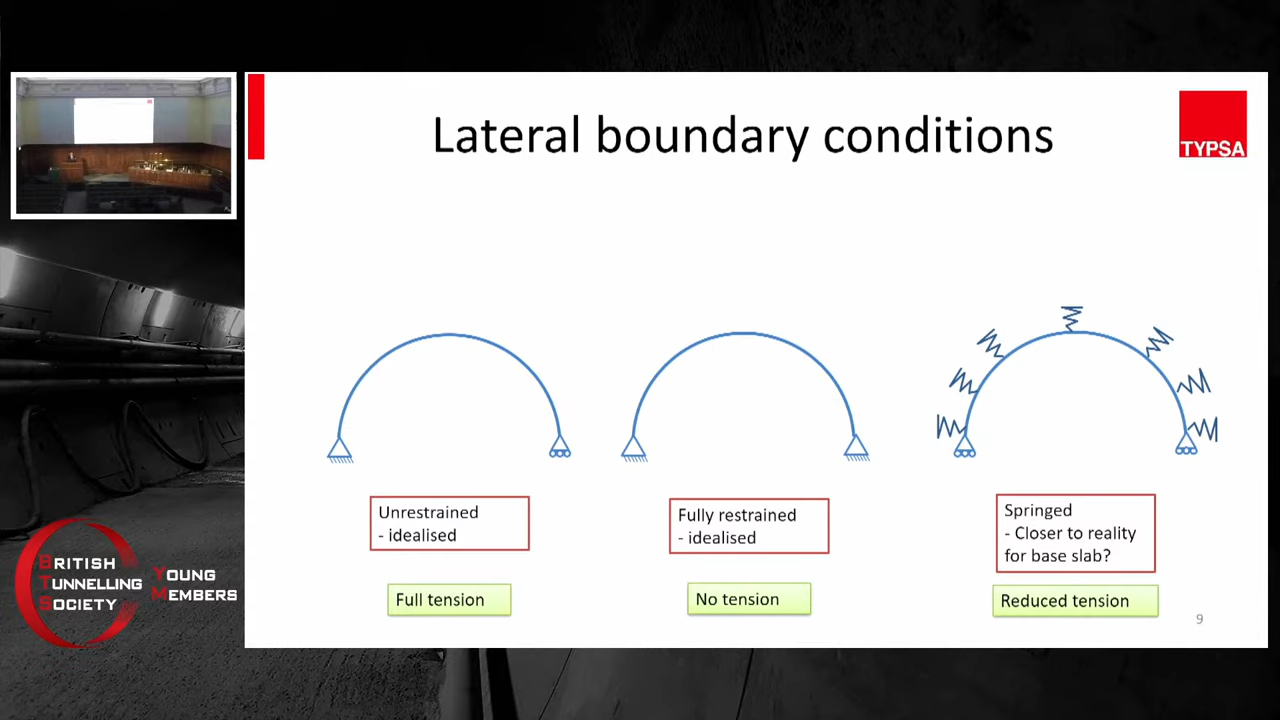 Lateral boundary conditions
TYPSA
Unrestrained
- idealised
Full tension
Fully restrained
- idealised
No tension
Springed
- Closer to reality
for base slab?
Reduced tension
9
BRITISH
TUNNELLING
SOCIETY
YOUNG
MEMBERS